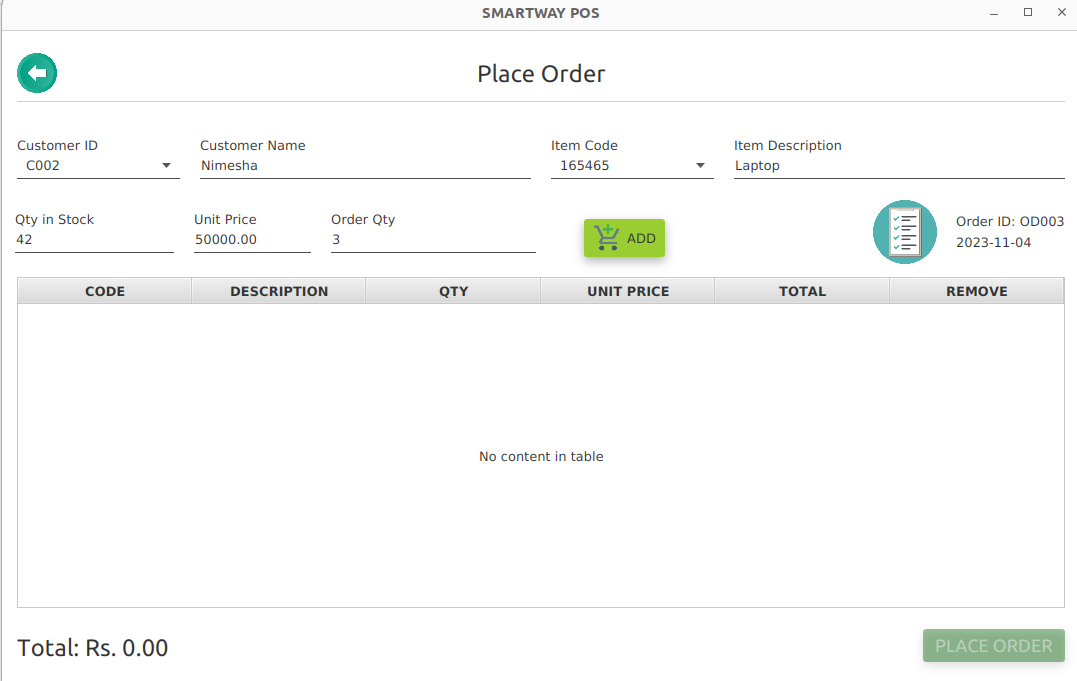 SMARTWAY POS
Place Order
Customer ID Customer Name Item Code Item Description
C002 Nimesha 165465 Laptop
Qty in Stock Unit Price Order Qty
42 50000.00 3
ADD
Order ID: OD003
2023-11-04
CODE DESCRIPTION QTY UNIT PRICE TOTAL REMOVE
No content in table
Total: Rs. 0.00
PLACE ORDER